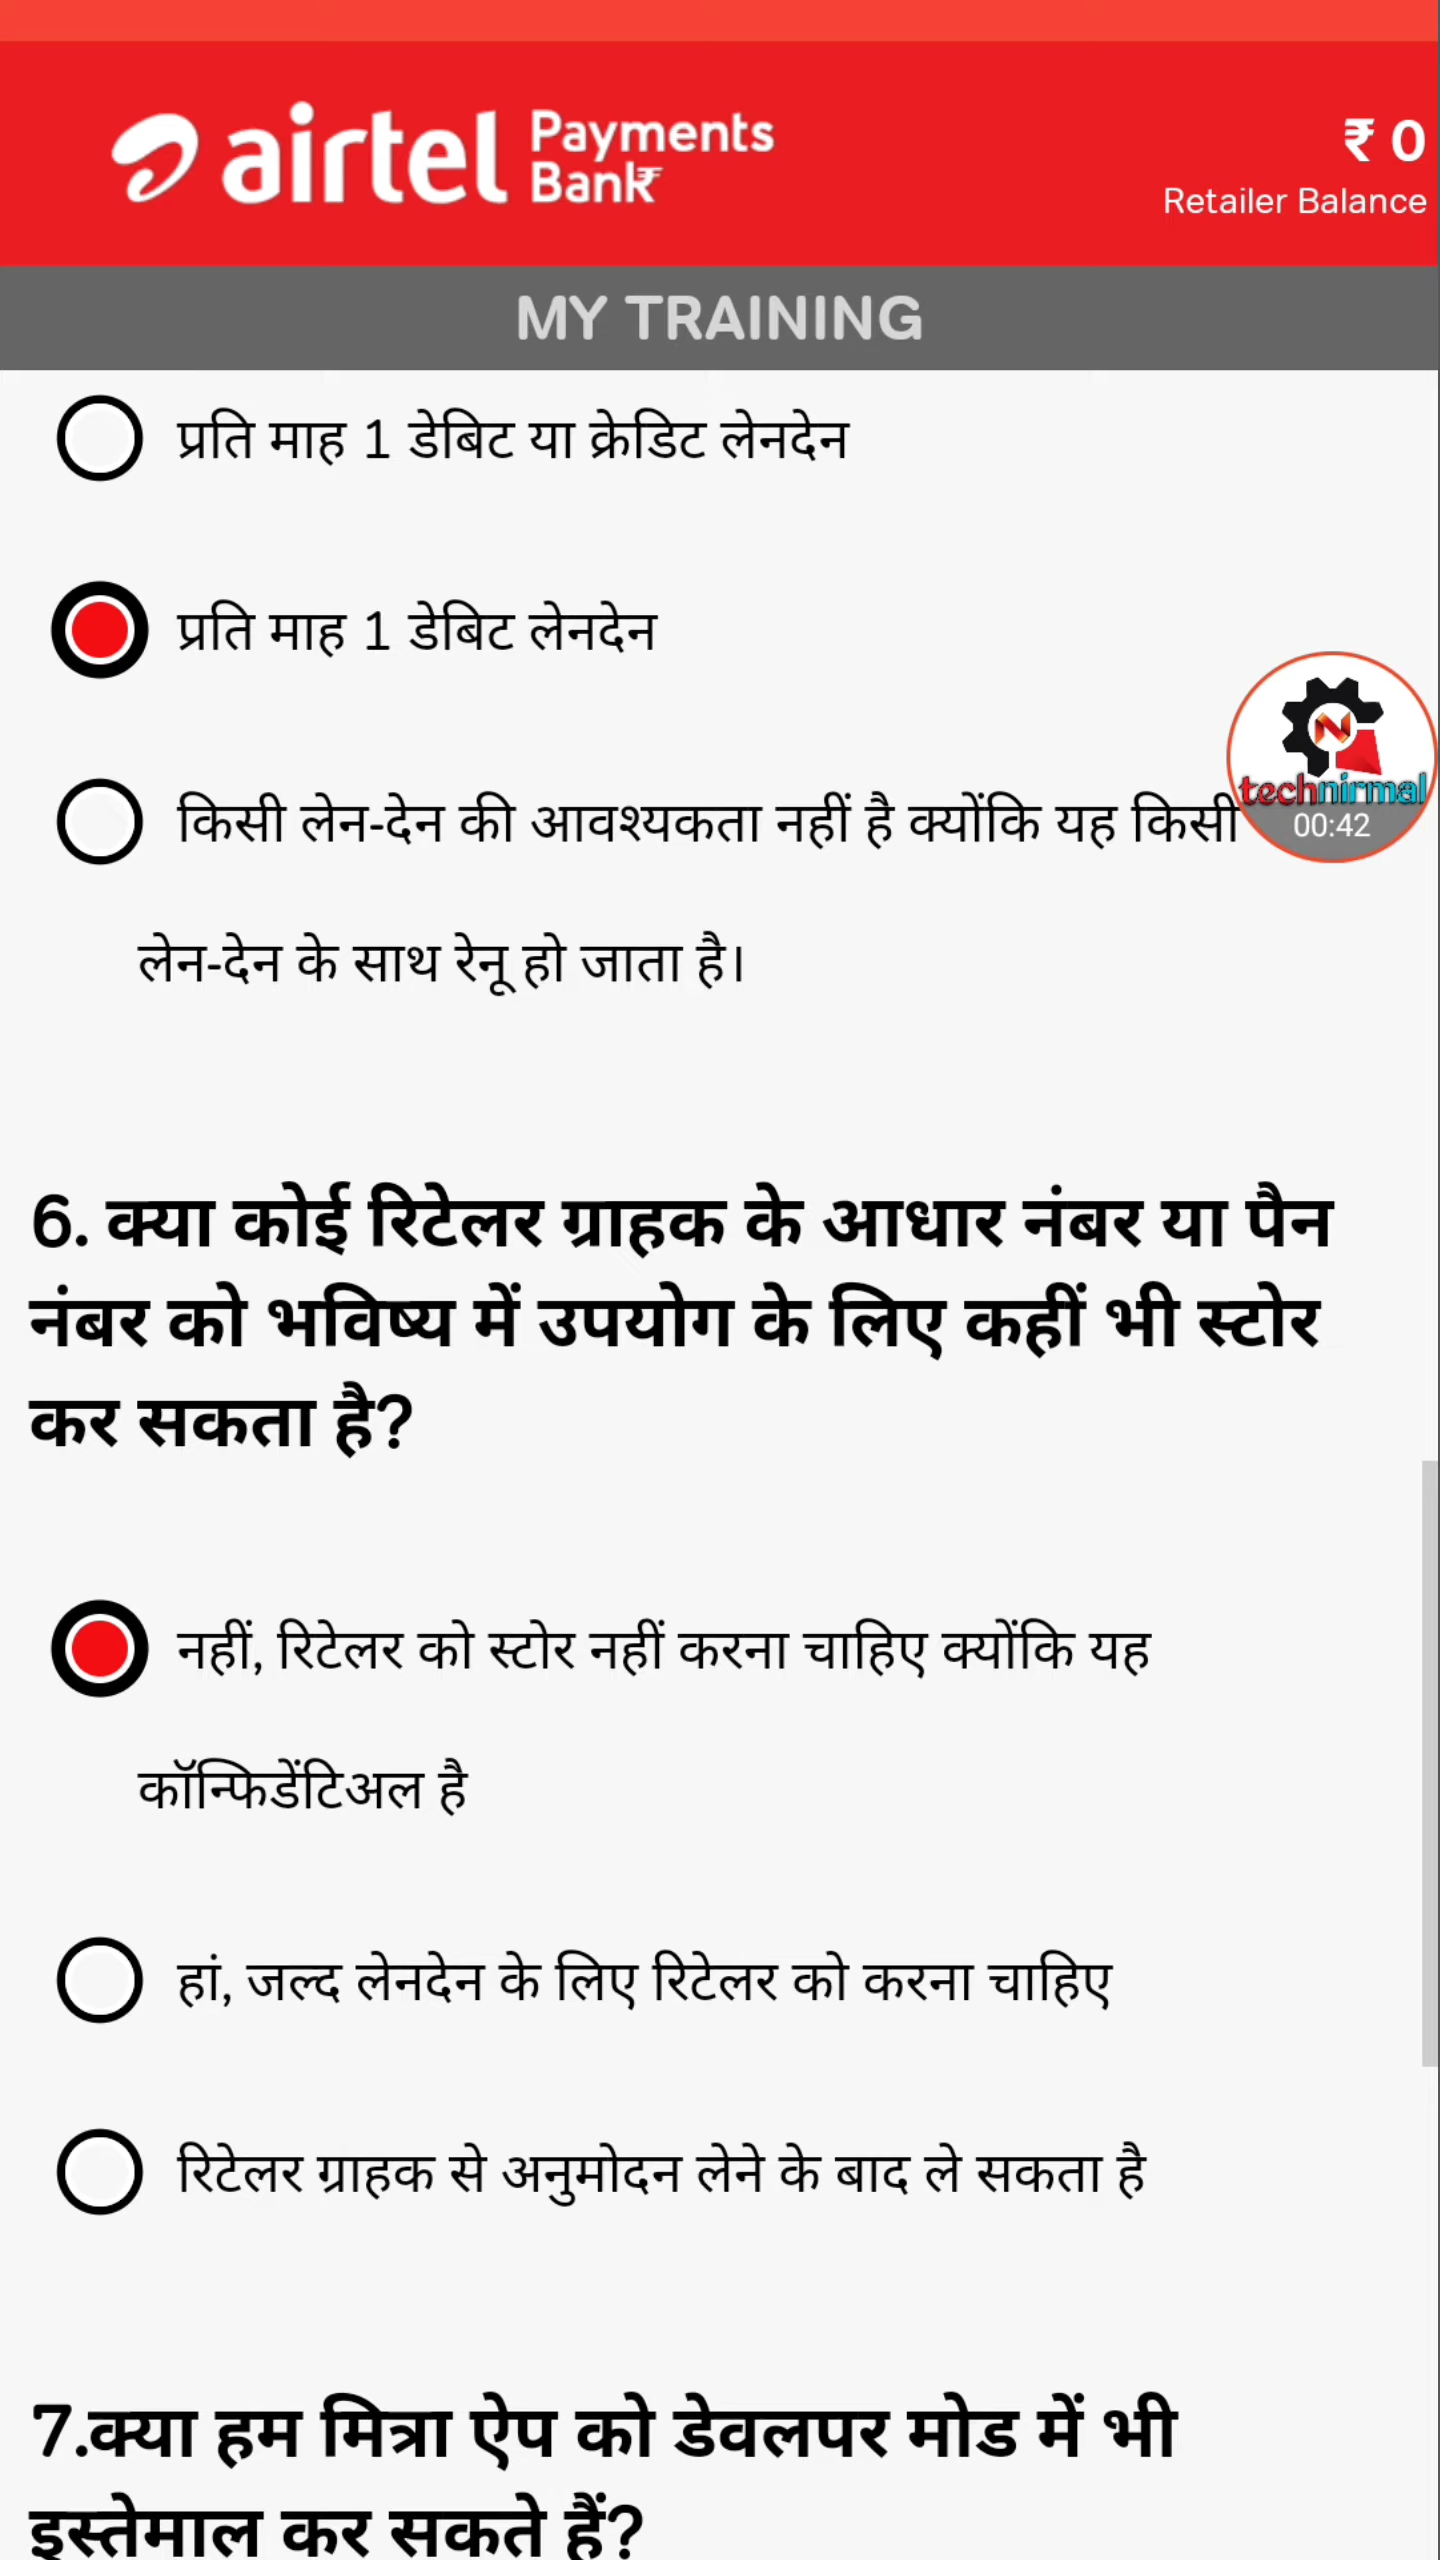 airtel Payments Bank
₹ 0
Retailer Balance
MY TRAINING
प्रति माह 1 डेबिट या क्रेडिट लेनदेन
प्रति माह 1 डेबिट लेनदेन
किसी लेन-देन की आवश्यकता नहीं है क्योंकि यह किसी
technirmal
00:42
लेन-देन के साथ रेनू हो जाता है।
6. क्या कोई रिटेलर ग्राहक के आधार नंबर या पैन
नंबर को भविष्य में उपयोग के लिए कहीं भी स्टोर
कर सकता है?
नहीं, रिटेलर को स्टोर नहीं करना चाहिए क्योंकि यह
कॉन्फिडेंटिअल है
हां, जल्द लेनदेन के लिए रिटेलर को करना चाहिए
रिटेलर ग्राहक से अनुमोदन लेने के बाद ले सकता है
7.क्या हम मित्रा ऐप को डेवलपर मोड में भी
इस्तेमाल कर सकते हैं?